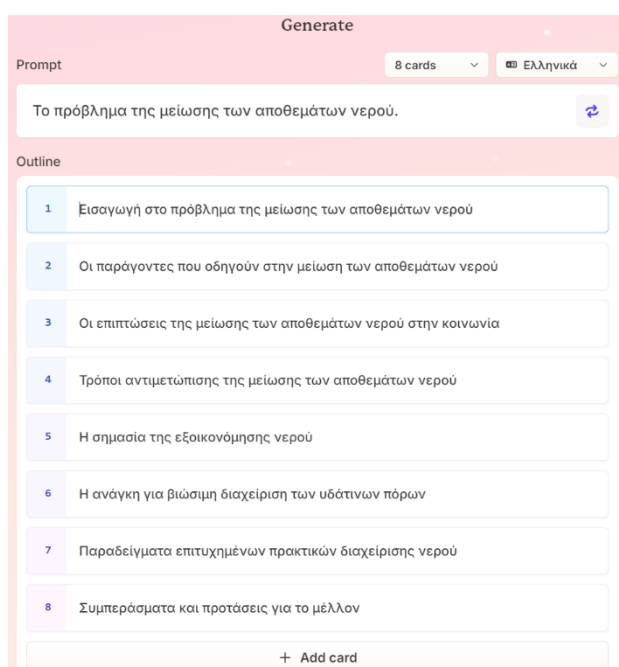 Generate
Prompt
8 cards
Ελληνικά
Το πρόβλημα της μείωσης των αποθεμάτων νερού.
Outline
1 Εισαγωγή στο πρόβλημα της μείωσης των αποθεμάτων νερού
2 Οι παράγοντες που οδηγούν στην μείωση των αποθεμάτων νερού
3 Οι επιπτώσεις της μείωσης των αποθεμάτων νερού στην κοινωνία
4 Τρόποι αντιμετώπισης της μείωσης των αποθεμάτων νερού
5 Η σημασία της εξοικονόμησης νερού
6 Η ανάγκη για βιώσιμη διαχείριση των υδάτινων πόρων
7 Παραδείγματα επιτυχημένων πρακτικών διαχείρισης νερού
8 Συμπεράσματα και προτάσεις για το μέλλον
+ Add card